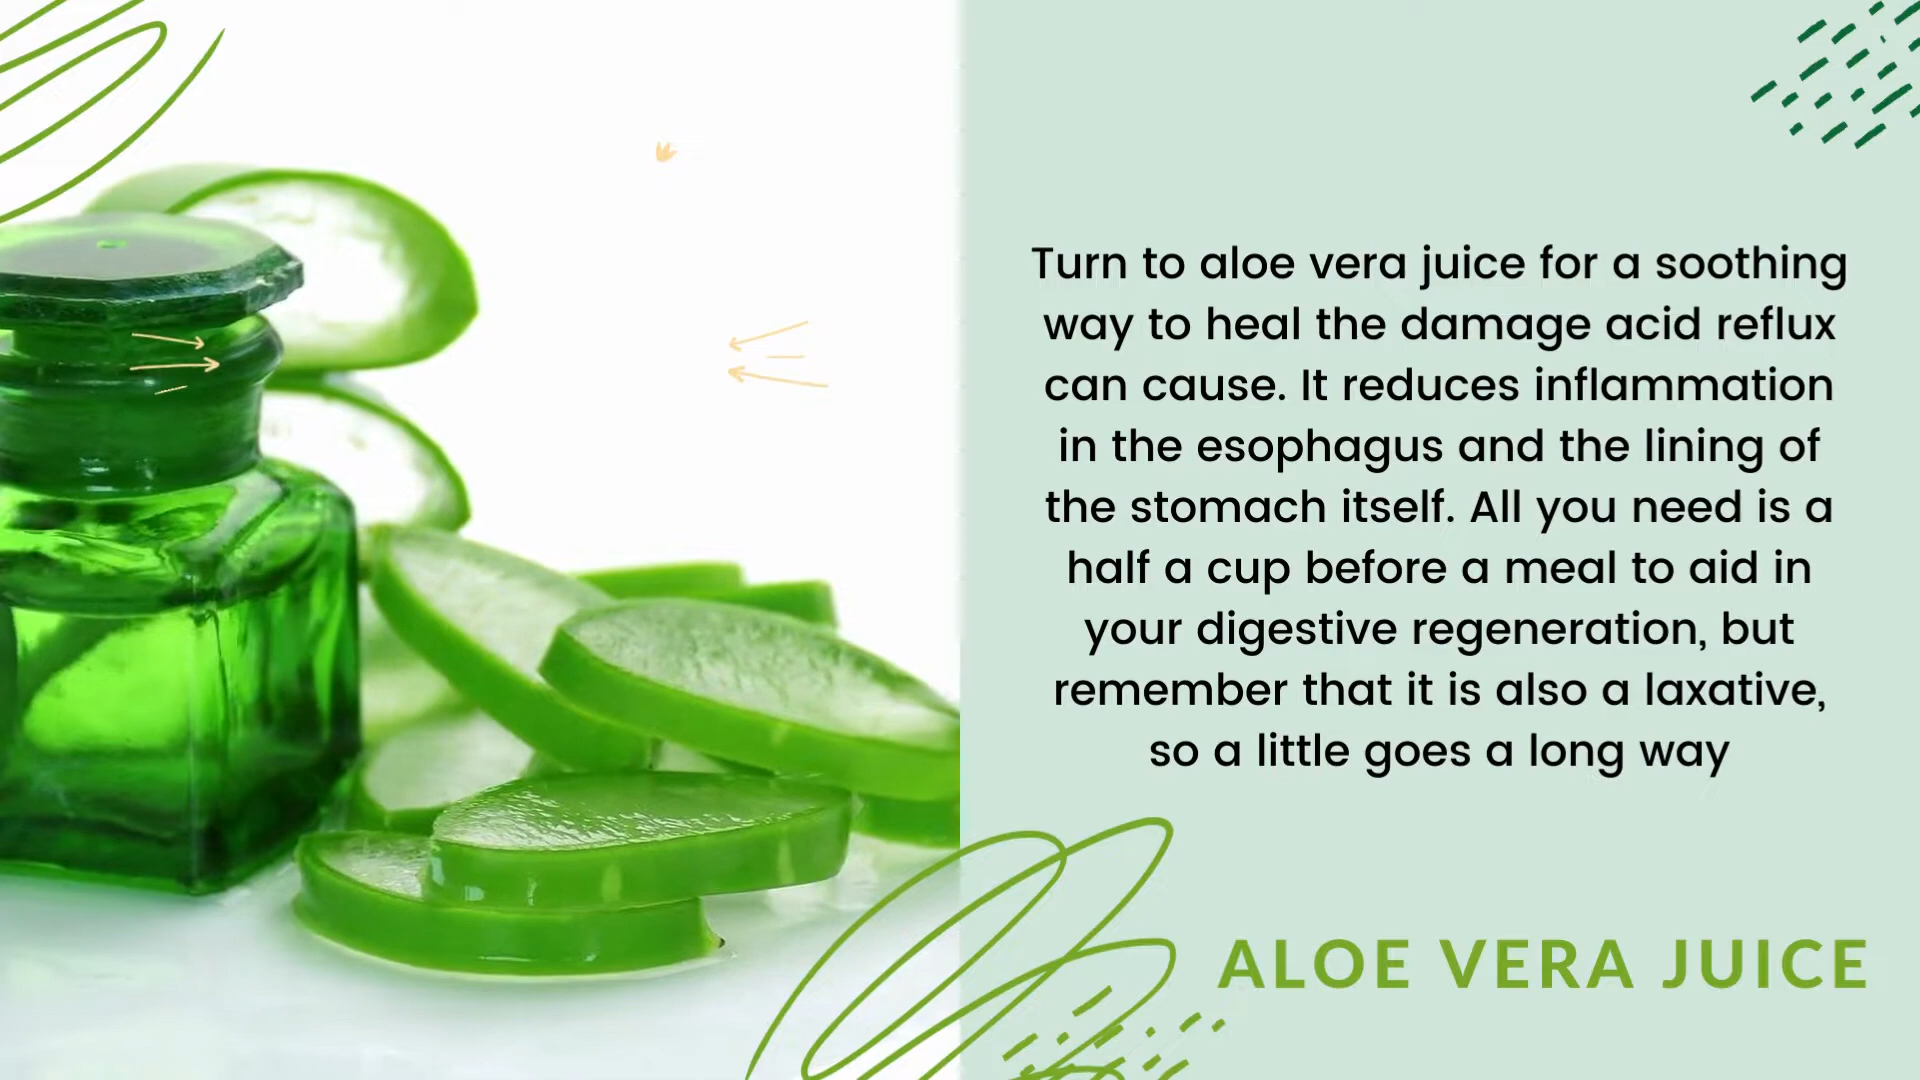 Turn to aloe vera juice for a soothing
way to heal the damage acid reflux
can cause. It reduces inflammation
in the esophagus and the lining of
the stomach itself. All you need is a
half a cup before a meal to aid in
your digestive regeneration, but
remember that it is also a laxative,
so a little goes a long way
ALOE VERA JUICE